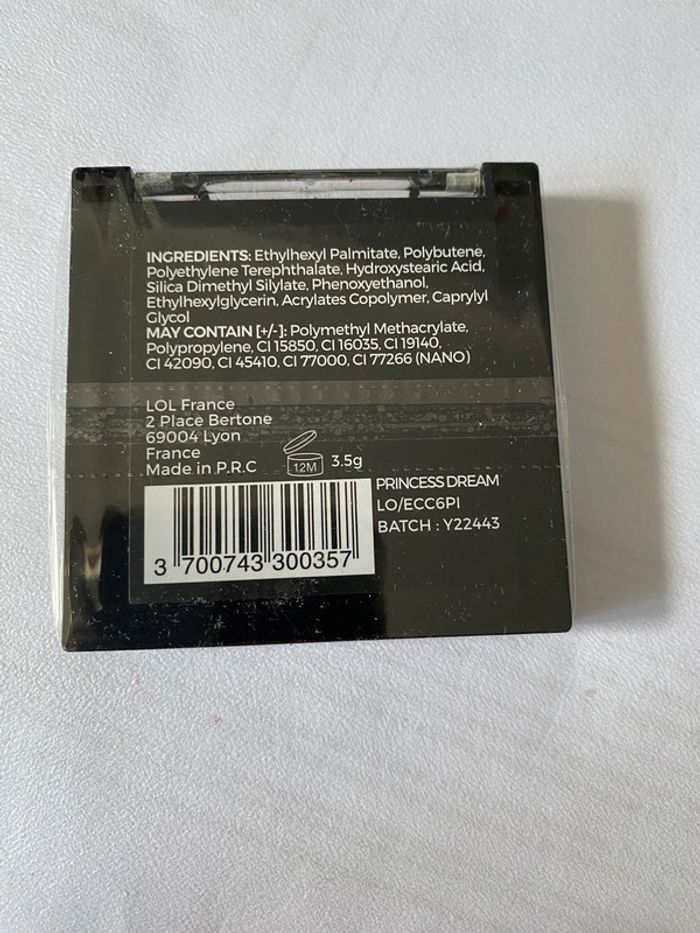 INGREDIENTS: Ethylhexyl Palmitate, Polybutene,
Polyethylene Terephthalate, Hydroxystearic Acid,
Silica Dimethyl Silylate, Phenoxyethanol,
Ethylhexylglycerin, Acrylates Copolymer, Caprylyl
Glycol
MAY CONTAIN [+/-]: Polymethyl Methacrylate,
Polypropylene, CI 15850, CI 16035, CI 19140,
CI 42090, CI 45410, CI 77000, CI 77266 (NANO)
LOL France
2 Place Bertone
69004 Lyon
France
Made in P.R.C
12M
3.5g
PRINCESS DREAM
LO/ECC6PI
BATCH : Y22443
3 700743 300357